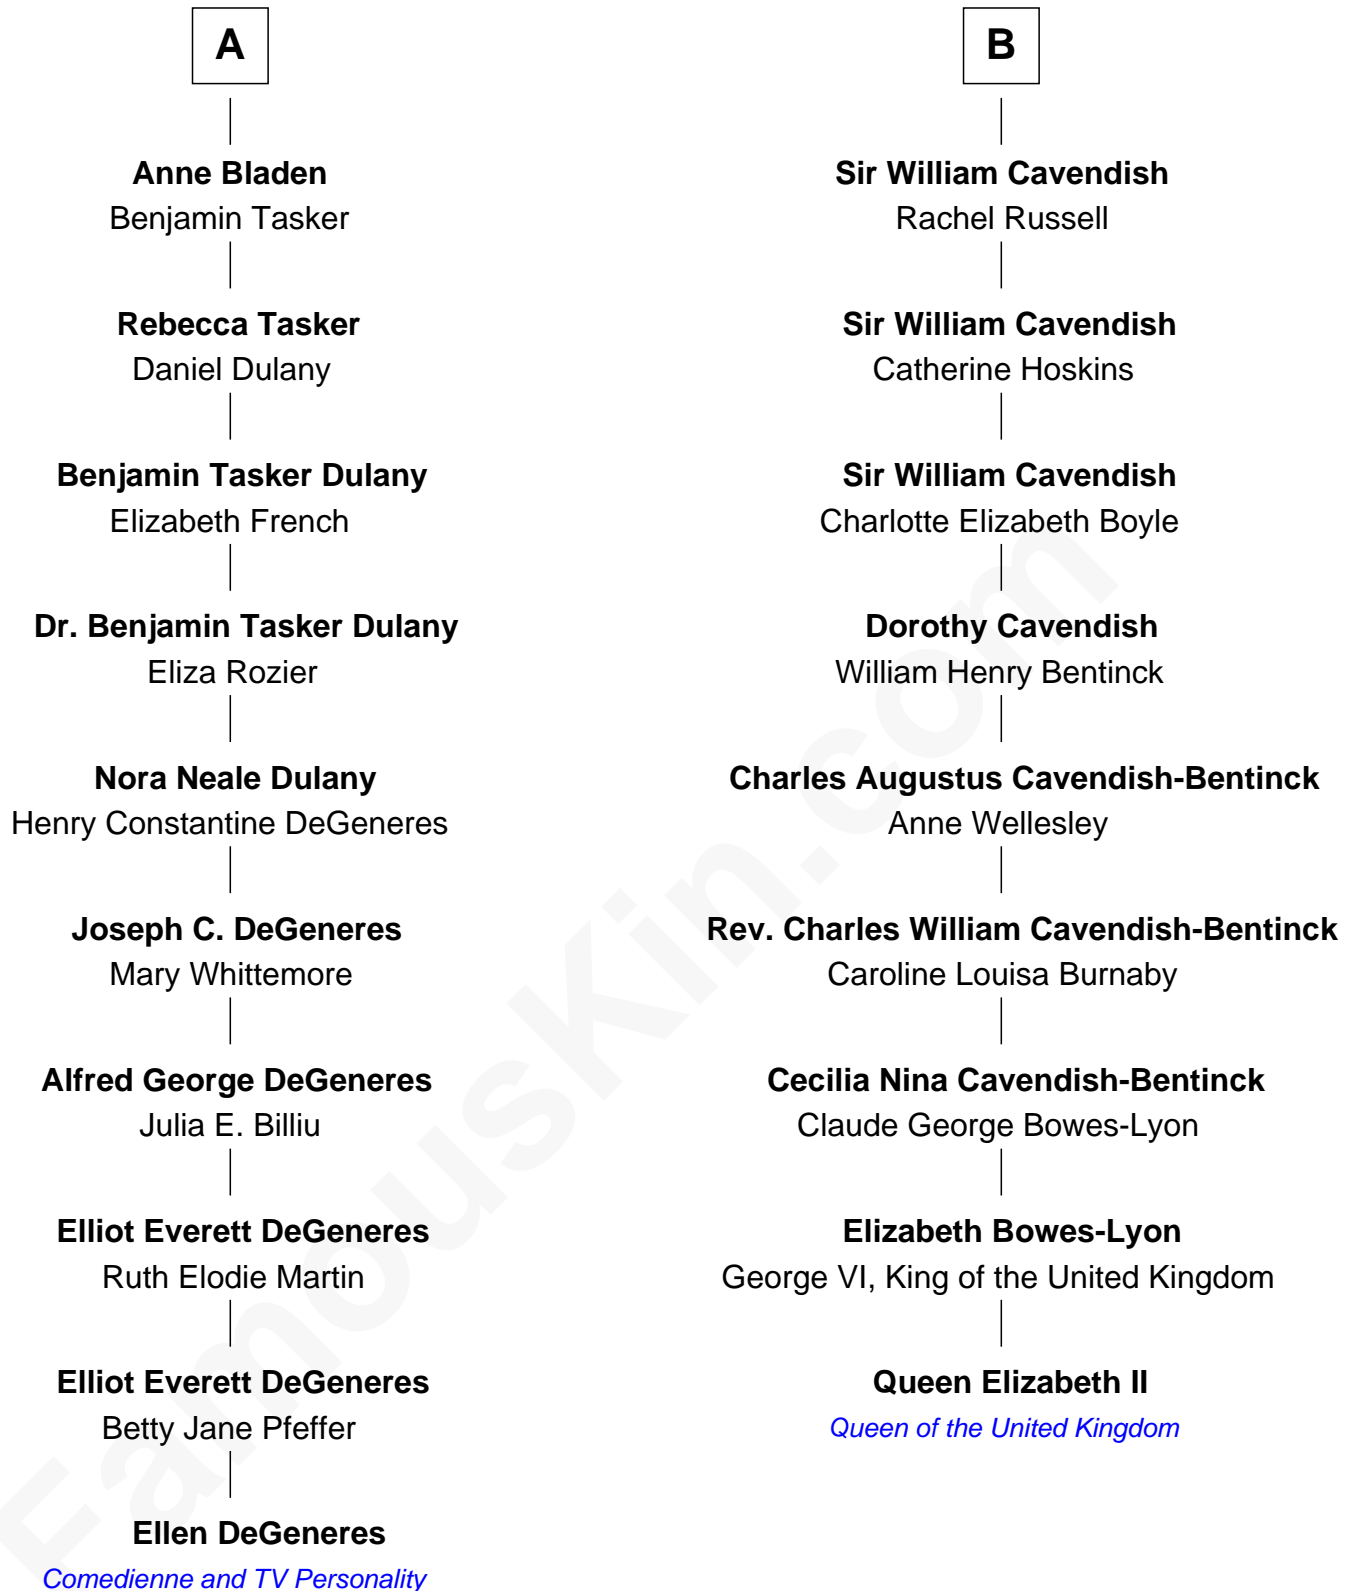 A
Anne Bladen
Benjamin Tasker
Rebecca Tasker
Daniel Dulany
Benjamin Tasker Dulany
Elizabeth French
Dr. Benjamin Tasker Dulany
Eliza Rozier
Nora Neale Dulany
Henry Constantine DeGeneres
Joseph C. DeGeneres
Mary Whittemore
Alfred George DeGeneres
Julia E. Billiu
Elliot Everett DeGeneres
Ruth Elodie Martin
Elliot Everett DeGeneres
Betty Jane Pfeffer
Ellen DeGeneres
Comedienne and TV Personality
B
Sir William Cavendish
Rachel Russell
Sir William Cavendish
Catherine Hoskins
Sir William Cavendish
Charlotte Elizabeth Boyle
Dorothy Cavendish
William Henry Bentinck
Charles Augustus Cavendish-Bentinck
Anne Wellesley
Rev. Charles William Cavendish-Bentinck
Caroline Louisa Burnaby
Cecilia Nina Cavendish-Bentinck
Claude George Bowes-Lyon
Elizabeth Bowes-Lyon
George VI, King of the United Kingdom
Queen Elizabeth II
Queen of the United Kingdom
FamousKin.com